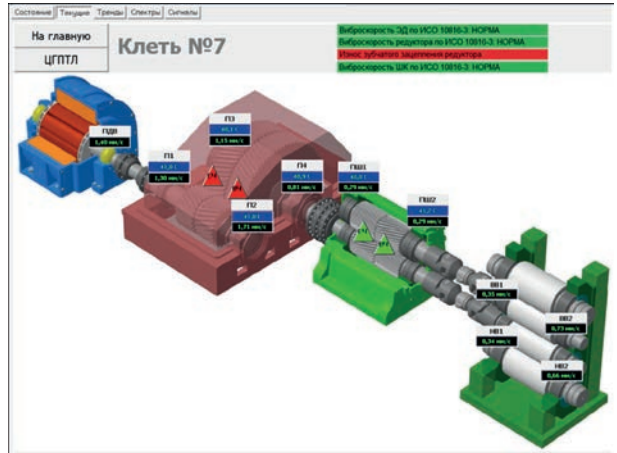 Состояние Текущие Тренды Спектры Сигналы
На главную
ЦГПТЛ
Клеть №7
Виброскорость ЭД по ИСО 10816-3: НОРМА
Виброскорость редуктора по ИСО 10816-3: НОРМА
Износ зубчатого зацепления редуктора
Виброскорость ШК по ИСО 10816-3: НОРМА
ПДВ
1,40 мм/с
П1
1,30 мм/с
П3
1,15 мм/с
П2
1,71 мм/с
П4
0,81 мм/с
ПШ1
0,29 мм/с
ПШ2
0,29 мм/с
ВВ1
0,35 мм/с
ВВ2
0,73 мм/с
НВ1
0,34 мм/с
НВ2
0,66 мм/с